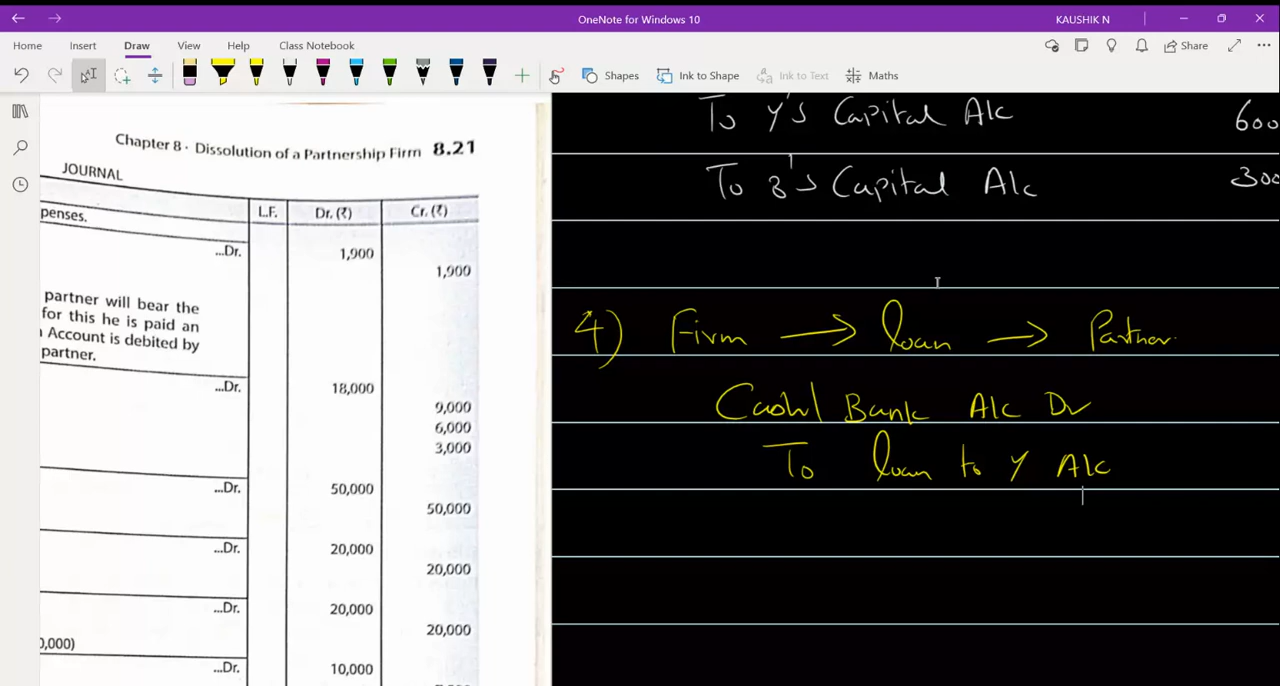 OneNote for Windows 10
KAUSHIK N
Home Insert Draw View Help Class Notebook
Share
Shapes Ink to Shape Ink to Text Maths
Chapter 8 · Dissolution of a Partnership Firm 8.21
JOURNAL
L.F. Dr. (₹) Cr. (₹)
penses.
...Dr. 1,900
1,900
partner will bear the
for this he is paid an
Account is debited by
partner.
...Dr. 18,000
9,000
6,000
3,000
...Dr. 50,000
50,000
...Dr. 20,000
20,000
...Dr. 20,000
20,000
0,000)
...Dr. 10,000
To Y's Capital A/c 600
To Z's Capital A/c 300
4) Firm → loan → Partner
Cash/ Bank A/c Dr
To loan to Y A/c